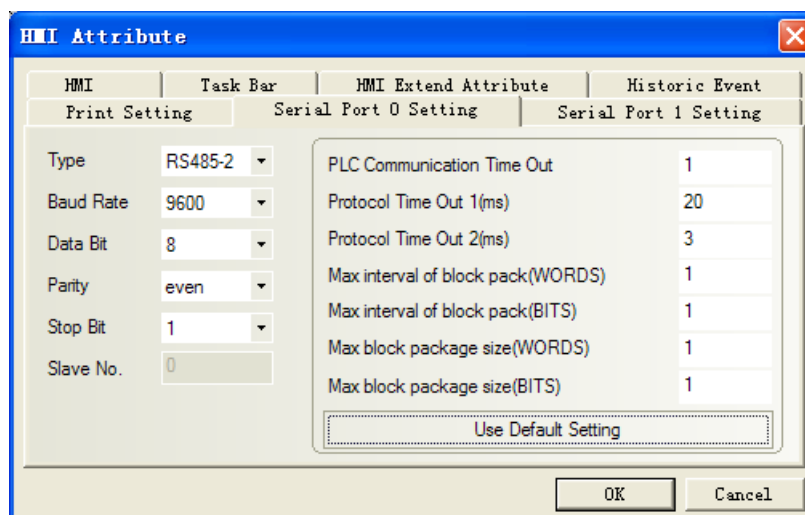 HMI Attribute
HMI Task Bar HMI Extend Attribute Historic Event
Print Setting Serial Port 0 Setting Serial Port 1 Setting
Type RS485-2
Baud Rate 9600
Data Bit 8
Parity even
Stop Bit 1
Slave No. 0
PLC Communication Time Out 1
Protocol Time Out 1(ms) 20
Protocol Time Out 2(ms) 3
Max interval of block pack(WORDS) 1
Max interval of block pack(BITS) 1
Max block package size(WORDS) 1
Max block package size(BITS) 1
Use Default Setting
OK Cancel